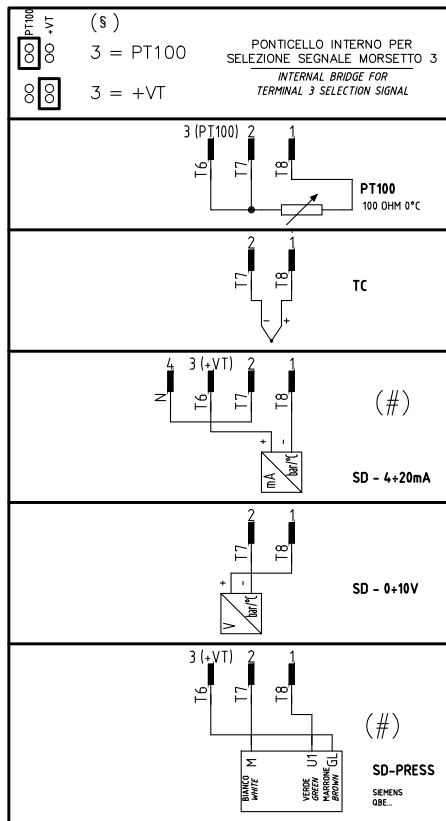 PT100
+VT
(§)
3 = PT100
3 = +VT
PONTICELLO INTERNO PER
SELEZIONE SEGNALE MORSETTO 3
INTERNAL BRIDGE FOR
TERMINAL 3 SELECTION SIGNAL
3 (PT100) 2 1
T6 T7 T8
PT100
100 OHM 0°C
2 1
T7 T8
TC
- +
4 3 (+VT) 2 1
N T6 T7 T8
(#)
+ -
mA bar/°C
SD - 4÷20mA
2 1
T7 T8
+ -
V bar/°C
SD - 0÷10V
3 (+VT) 2 1
T6 T7 T8
(#)
M U1 GL
BIANCO
WHITE
VERDE
GREEN
MARRONE
BROWN
SD-PRESS
SIEMENS
QBE...